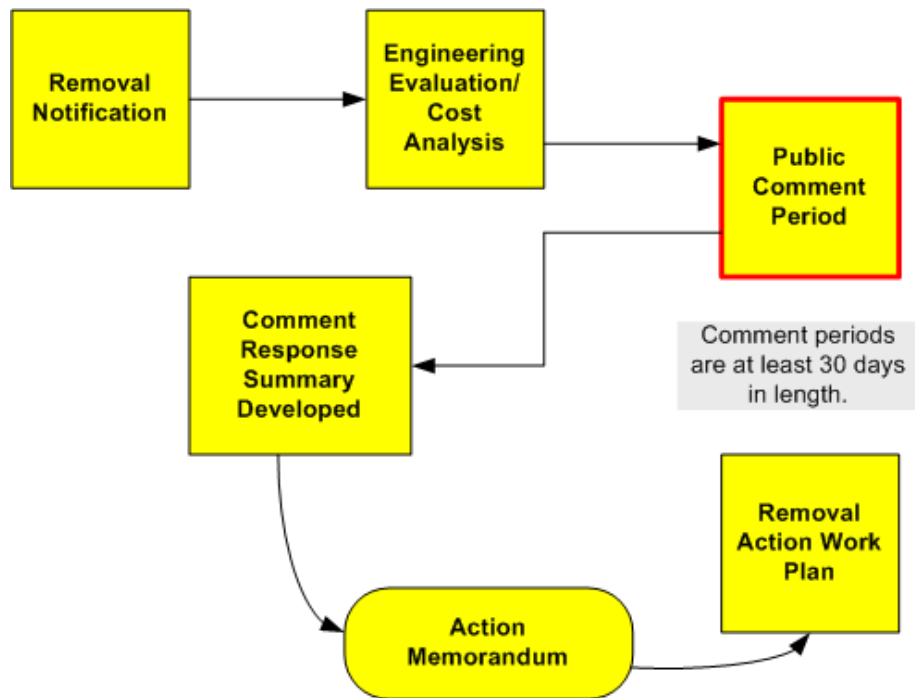 Removal
Notification
Engineering
Evaluation/
Cost
Analysis
Public
Comment
Period
Comment
Response
Summary
Developed
Comment periods
are at least 30 days
in length.
Removal
Action Work
Plan
Action
Memorandum